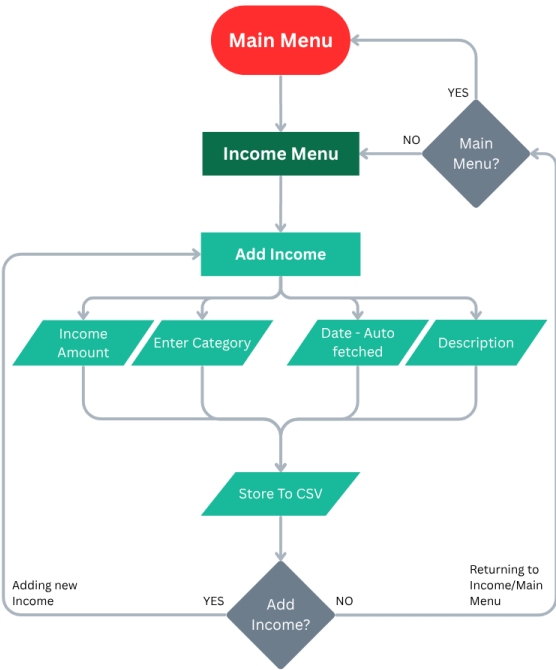 Main Menu
YES
NO
Main
Menu?
Income Menu
Add Income
Income
Amount
Enter Category
Date - Auto
fetched
Description
Store To CSV
Adding new
Income
YES
Add
Income?
NO
Returning to
Income/Main
Menu